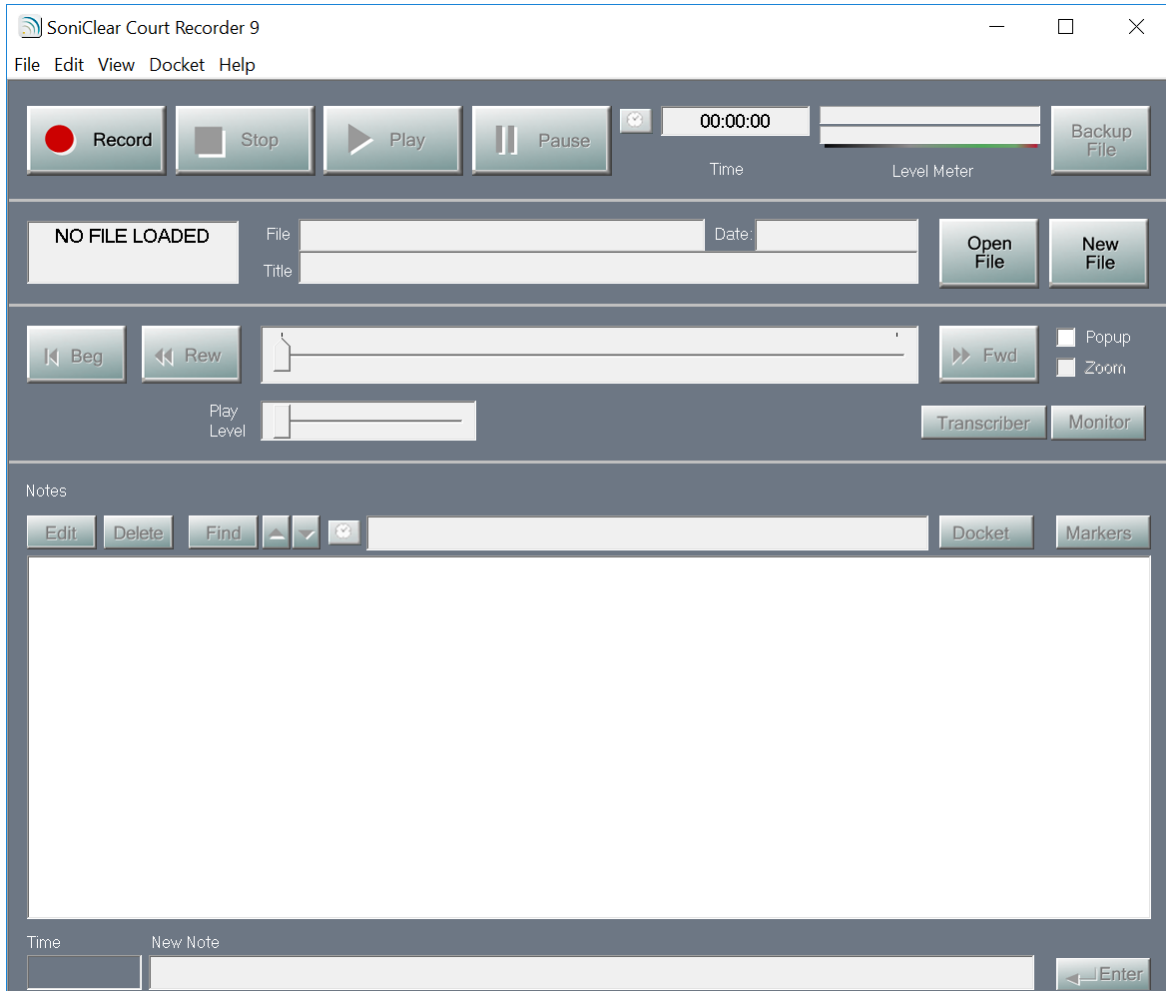 SoniClear Court Recorder 9
File Edit View Docket Help
Record Stop Play Pause 00:00:00 Backup File
Time Level Meter
NO FILE LOADED File Date: Open File New File
Title
Beg Rew Fwd Popup
Zoom
Play Level Transcriber Monitor
Notes
Edit Delete Find Docket Markers
Time New Note
Enter